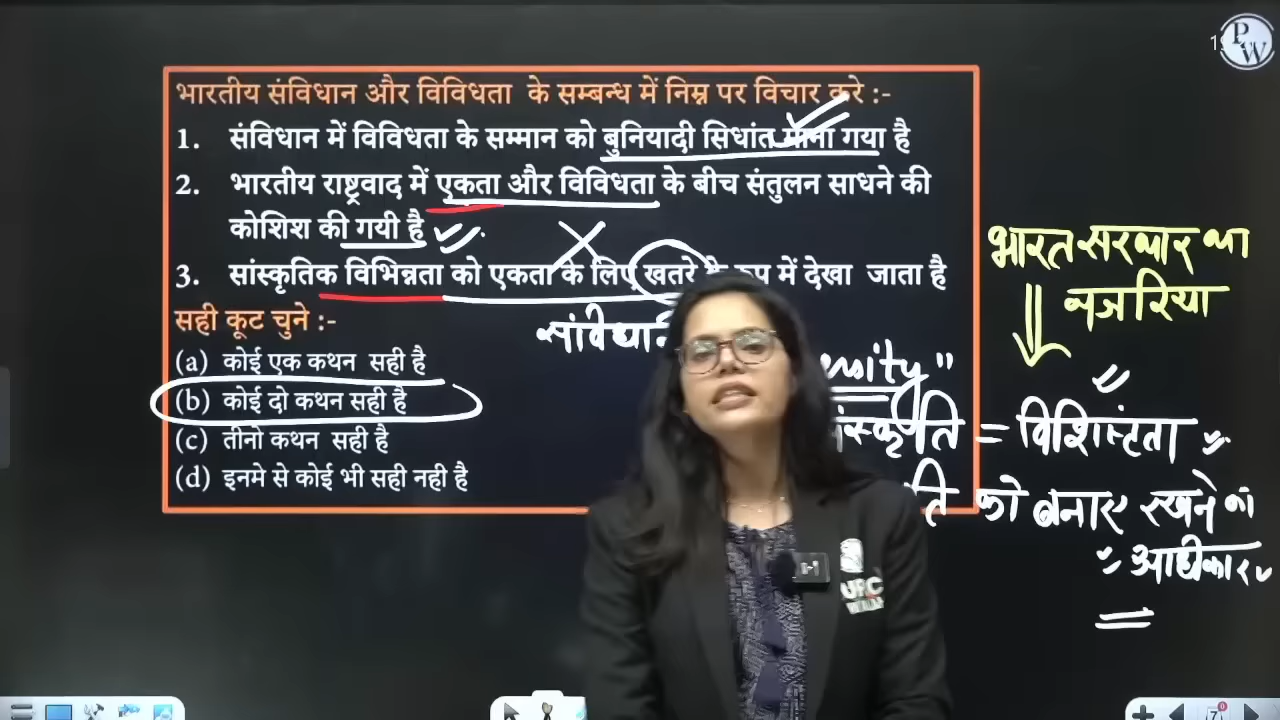 PW
भारतीय संविधान और विविधता के सम्बन्ध में निम्न पर विचार करे :-
1. संविधान में विविधता के सम्मान को बुनियादी सिधांत माना गया है
2. भारतीय राष्ट्रवाद में एकता और विविधता के बीच संतुलन साधने की
कोशिश की गयी है
3. सांस्कृतिक विभिन्नता को एकता के लिए खतरे के रूप में देखा जाता है
सही कूट चुने :-
(a) कोई एक कथन सही है
(b) कोई दो कथन सही है
(c) तीनो कथन सही है
(d) इनमे से कोई भी सही नही है
भारत सरकार का
नजरिया
= विशिष्टता
को बनाए रखने का
अधिकार